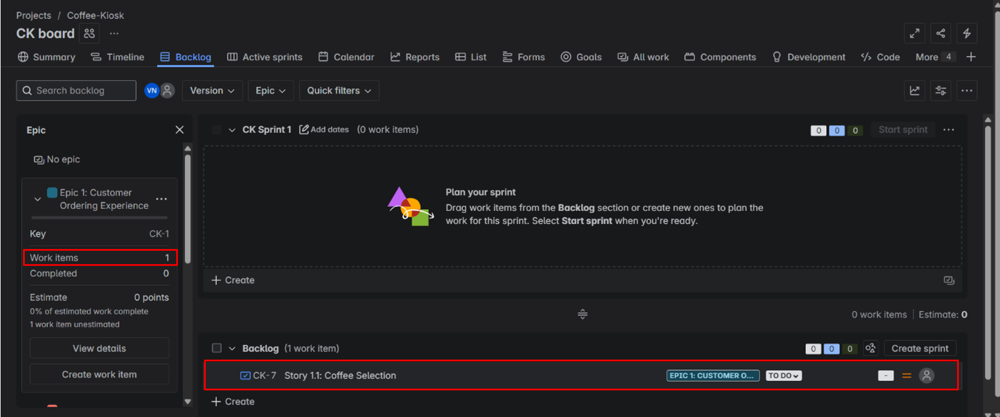 Projects / Coffee-Kiosk
CK board
Summary Timeline Backlog Active sprints Calendar Reports List Forms Goals All work Components Development Code More 4
Search backlog VN Version Epic Quick filters
Epic
No epic
Epic 1: Customer
Ordering Experience
Key CK-1
Work items 1
Completed 0
Estimate 0 points
0% of estimated work complete
1 work item unestimated
View details
Create work item
CK Sprint 1 Add dates (0 work items) 0 0 0 Start sprint
Plan your sprint
Drag work items from the Backlog section or create new ones to plan the
work for this sprint. Select Start sprint when you're ready.
+ Create
0 work items Estimate: 0
Backlog (1 work item) 0 0 0 Create sprint
CK-7 Story 1.1: Coffee Selection EPIC 1: CUSTOMER O... TO DO -
+ Create